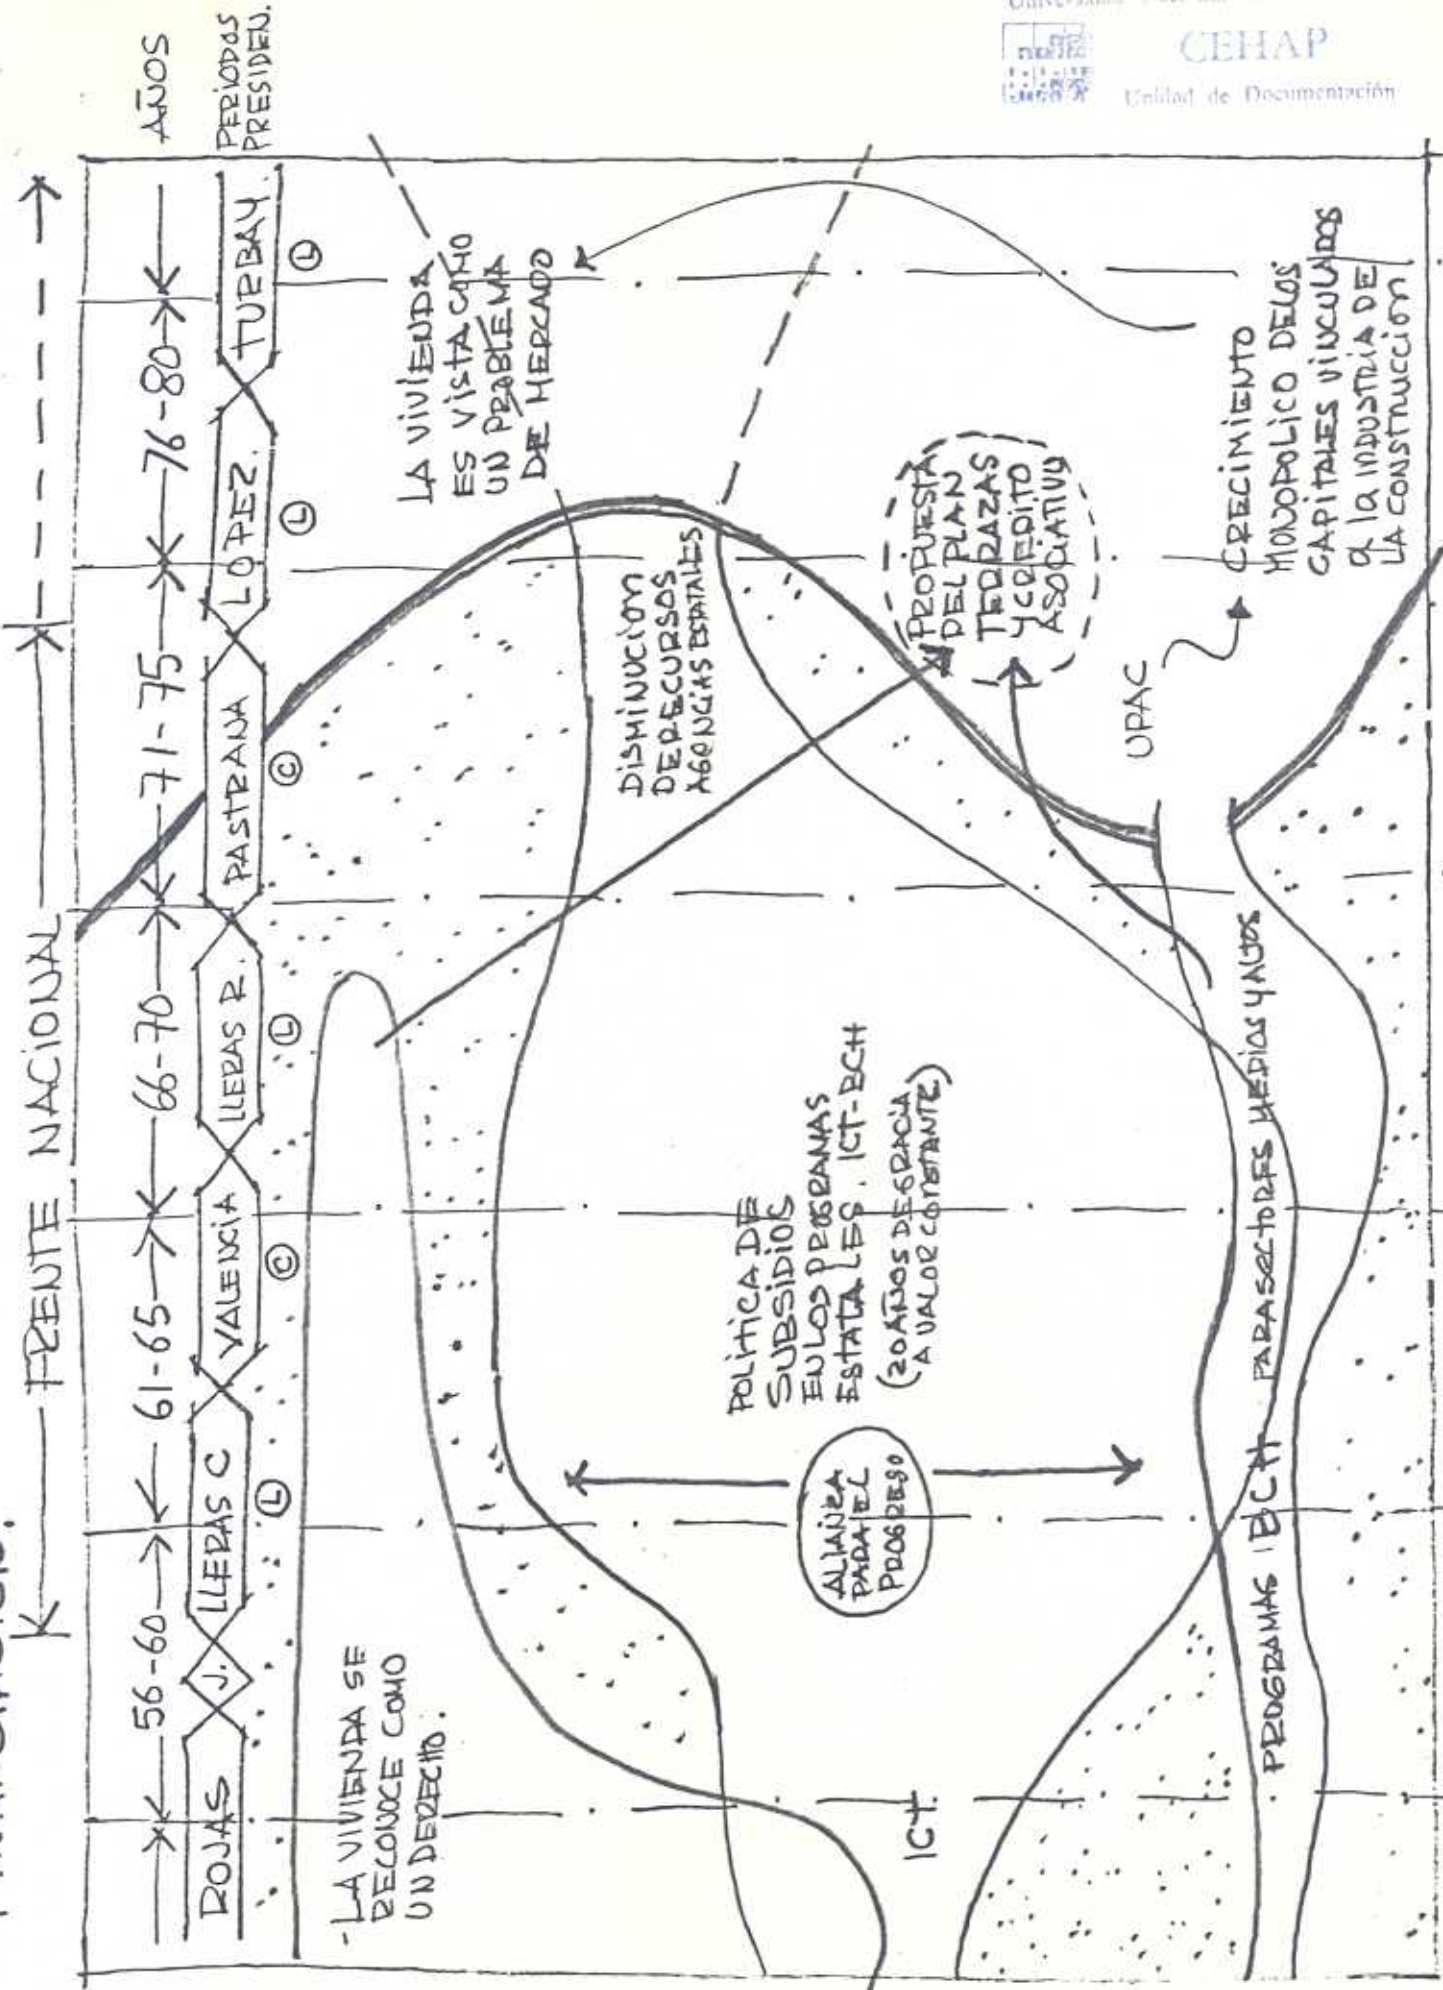 FRENTE NACIONAL
AÑOS
56-60
61-65
66-70
71-75
76-80
PERIODOS
PRESIDEN.
ROJAS
J.
LLERAS C
VALENCIA
LLERAS R.
PASTRANA
LOPEZ.
TURBAY.
L
C
L
C
L
L
- LA VIVIENDA SE
RECONOCE COMO
UN DERECHO.
LA VIVIENDA
ES VISTA COMO
UN PROBLEMA
DE MERCADO
DISMINUCION
DE RECURSOS
AGENCIAS ESTATALES
POLITICA DE
SUBSIDIOS
EN LOS PROGRAMAS
ESTATALES. ICT-BCH
(20 AÑOS DE GRACIA
A VALOR CONSTANTE)
ALIANZA
PARA EL
PROGRESO
PROPUESTA
DEL PLAN
TERRAZAS
Y CREDITO
ASOCIATIVO
ICT.
UPAC
CRECIMIENTO
MONOPOLICO DE LOS
CAPITALES VINCULADOS
a la INDUSTRIA DE
LA CONSTRUCCION
PROGRAMAS BCH PARA SECTORES MEDIOS Y ALTOS
CEHAP
Unidad de Documentación